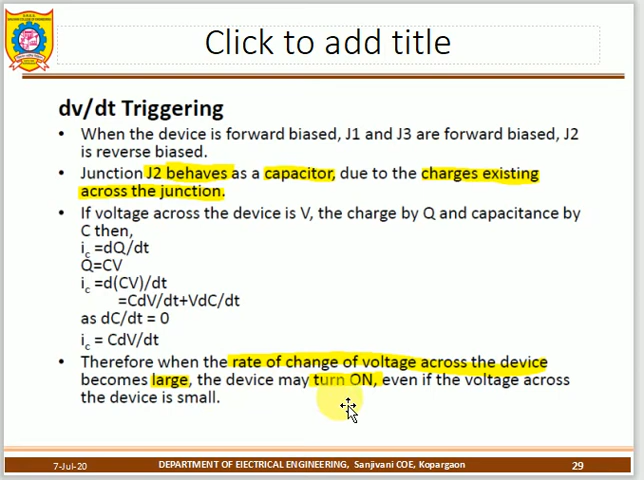 Click to add title
dv/dt Triggering
• When the device is forward biased, J1 and J3 are forward biased, J2
is reverse biased.
• Junction J2 behaves as a capacitor, due to the charges existing
across the junction.
• If voltage across the device is V, the charge by Q and capacitance by
C then,
ic =dQ/dt
Q=CV
ic =d(CV)/dt
=CdV/dt+VdC/dt
as dC/dt = 0
ic = CdV/dt
• Therefore when the rate of change of voltage across the device
becomes large, the device may turn ON, even if the voltage across
the device is small.
7-Jul-20
DEPARTMENT OF ELECTRICAL ENGINEERING, Sanjivani COE, Kopargaon
29